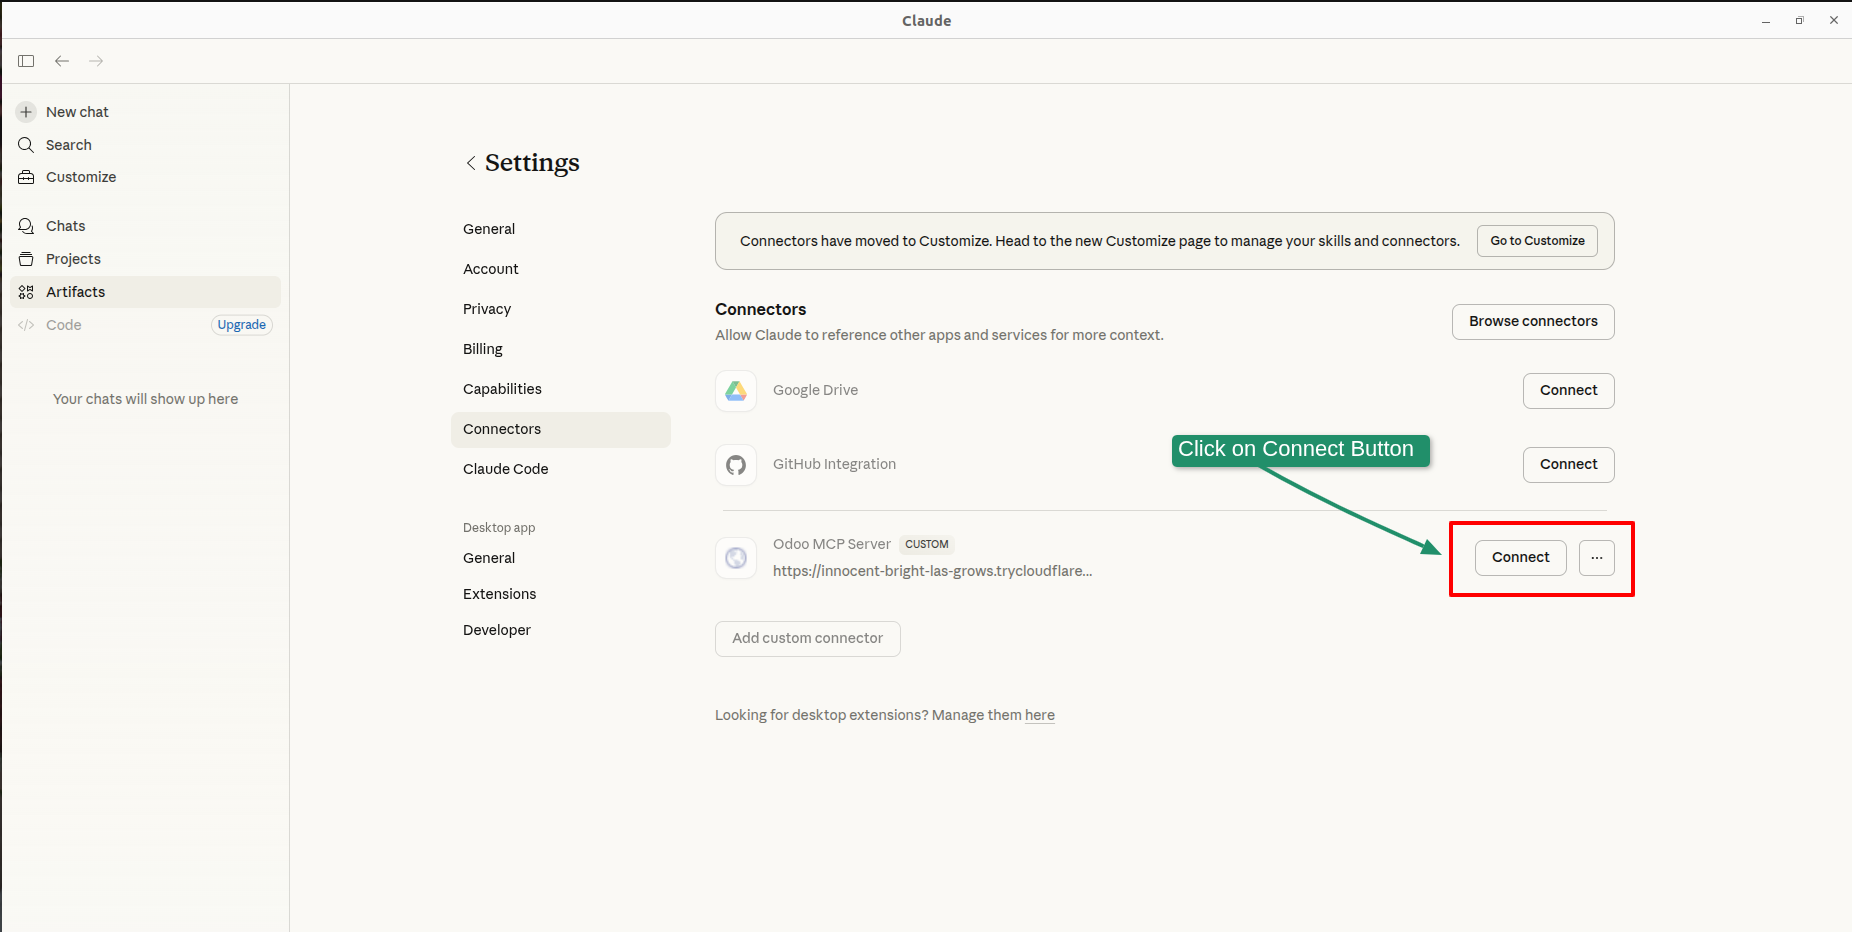 Claude
New chat
Search
Customize
Chats
Projects
Artifacts
Code Upgrade
Your chats will show up here
Settings
General
Account
Privacy
Billing
Capabilities
Connectors
Claude Code
Desktop app
General
Extensions
Developer
Connectors have moved to Customize. Head to the new Customize page to manage your skills and connectors. Go to Customize
Connectors
Allow Claude to reference other apps and services for more context.
Browse connectors
Google Drive Connect
Click on Connect Button
GitHub Integration Connect
Odoo MCP Server CUSTOM
https://innocent-bright-las-grows.trycloudflare...
Connect ...
Add custom connector
Looking for desktop extensions? Manage them here